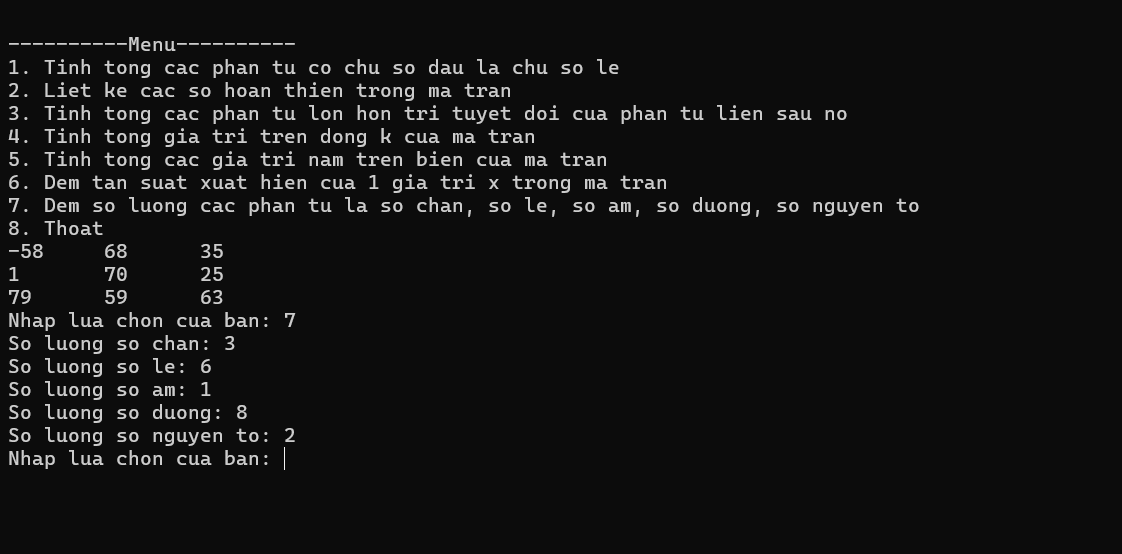 ----------Menu----------
1. Tinh tong cac phan tu co chu so dau la chu so le
2. Liet ke cac so hoan thien trong ma tran
3. Tinh tong cac phan tu lon hon tri tuyet doi cua phan tu lien sau no
4. Tinh tong gia tri tren dong k cua ma tran
5. Tinh tong cac gia tri nam tren bien cua ma tran
6. Dem tan suat xuat hien cua 1 gia tri x trong ma tran
7. Dem so luong cac phan tu la so chan, so le, so am, so duong, so nguyen to
8. Thoat
-58     68      35
1       70      25
79      59      63
Nhap lua chon cua ban: 7
So luong so chan: 3
So luong so le: 6
So luong so am: 1
So luong so duong: 8
So luong so nguyen to: 2
Nhap lua chon cua ban: